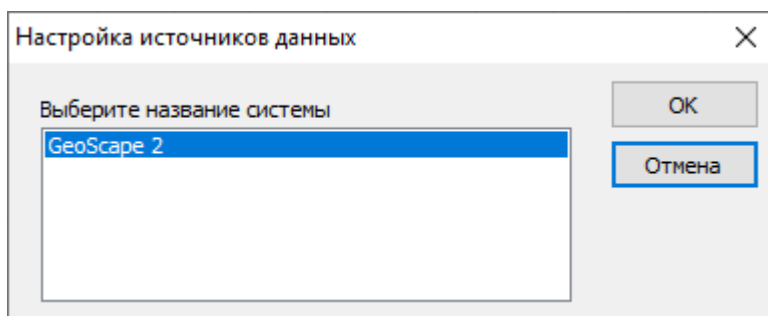 Настройка источников данных
Выберите название системы
GeoScape 2
OK
Отмена